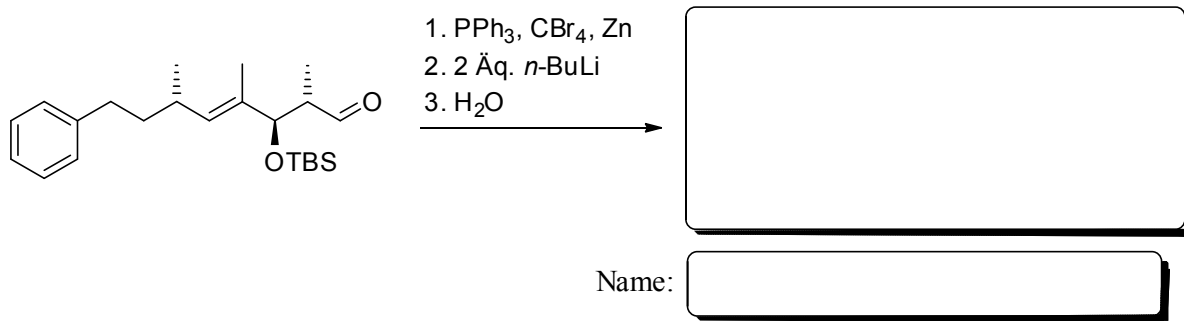 1. PPh3, CBr4, Zn
2. 2 Äq. n-BuLi
3. H2O
O
OTBS
Name: